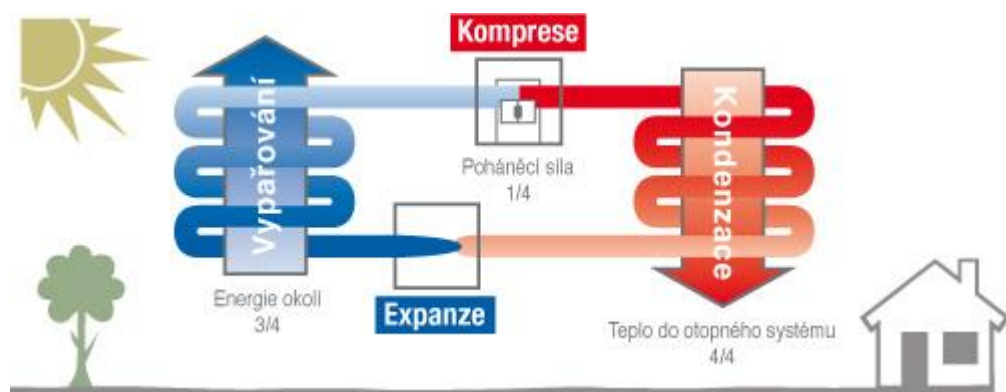 Komprese
Vypařování
Kondenzace
Poháněcí síla
1/4
Energie okolí
3/4
Expanze
Teplo do otopného systému
4/4